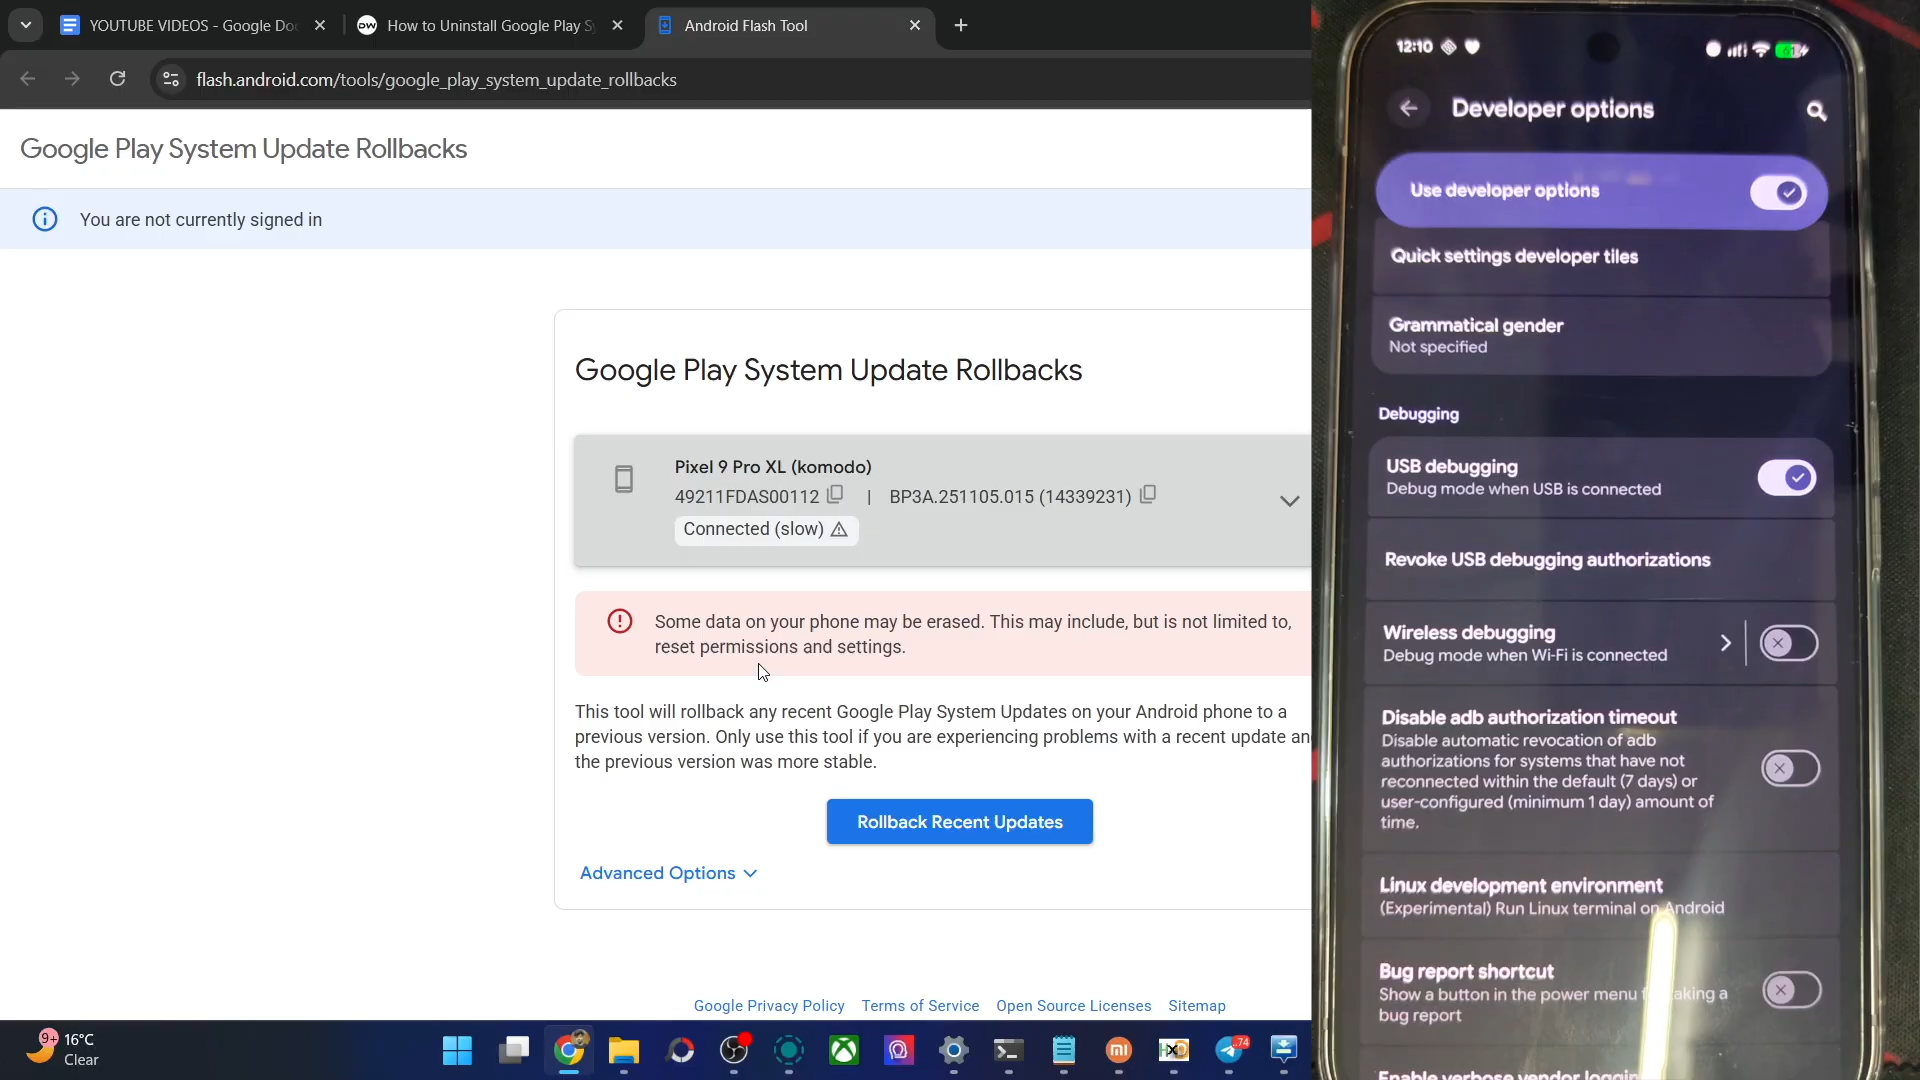 YOUTUBE VIDEOS - Google Do
How to Uninstall Google Play S
Android Flash Tool
flash.android.com/tools/google_play_system_update_rollbacks
Google Play System Update Rollbacks
You are not currently signed in
Google Play System Update Rollbacks
Pixel 9 Pro XL (komodo)
49211FDAS00112 | BP3A.251105.015 (14339231)
Connected (slow)
Some data on your phone may be erased. This may include, but is not limited to,
reset permissions and settings.
This tool will rollback any recent Google Play System Updates on your Android phone to a
previous version. Only use this tool if you are experiencing problems with a recent update an
the previous version was more stable.
Rollback Recent Updates
Advanced Options
Google Privacy Policy Terms of Service Open Source Licenses Sitemap
9+
16°C
Clear
74
12:10
61
Developer options
Use developer options
Quick settings developer tiles
Grammatical gender
Not specified
Debugging
USB debugging
Debug mode when USB is connected
Revoke USB debugging authorizations
Wireless debugging
Debug mode when Wi-Fi is connected
Disable adb authorization timeout
Disable automatic revocation of adb
authorizations for systems that have not
reconnected within the default (7 days) or
user-configured (minimum 1 day) amount of
time.
Linux development environment
(Experimental) Run Linux terminal on Android
Bug report shortcut
Show a button in the power menu taking a
bug report
Enable verbose vendor logging